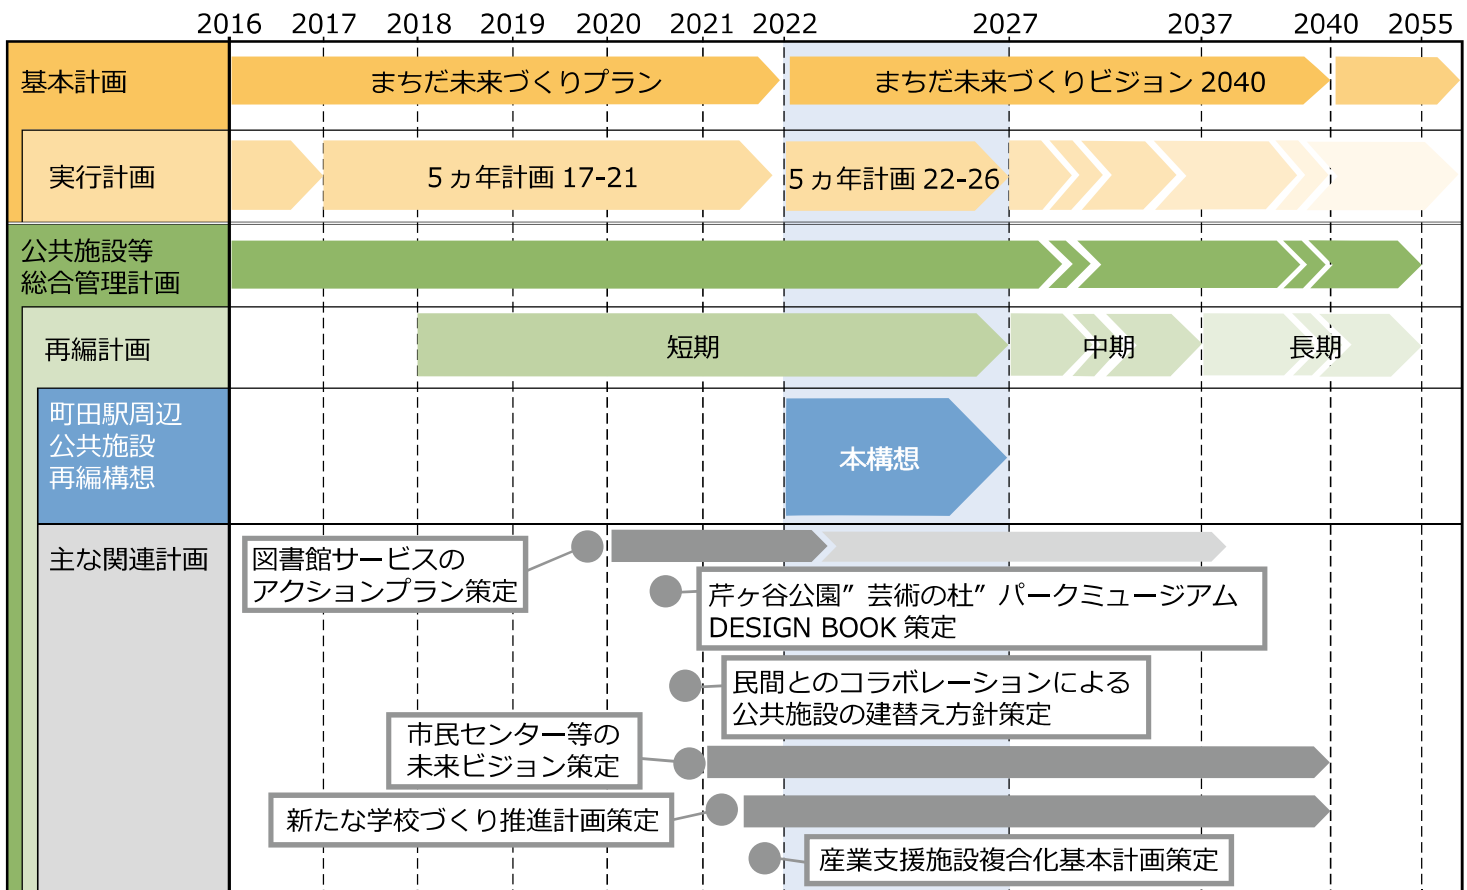 2016 2017 2018 2019 2020 2021 2022 2027 2037 2040 2055
基本計画
まちだ未来づくりプラン
まちだ未来づくりビジョン 2040
実行計画
5ヵ年計画 17-21
5ヵ年計画 22-26
公共施設等
総合管理計画
再編計画
短期
中期
長期
町田駅周辺
公共施設
再編構想
本構想
主な関連計画
図書館サービスの
アクションプラン策定
芹ヶ谷公園”芸術の杜”パークミュージアム
DESIGN BOOK 策定
民間とのコラボレーションによる
公共施設の建替え方針策定
市民センター等の
未来ビジョン策定
新たな学校づくり推進計画策定
産業支援施設複合化基本計画策定